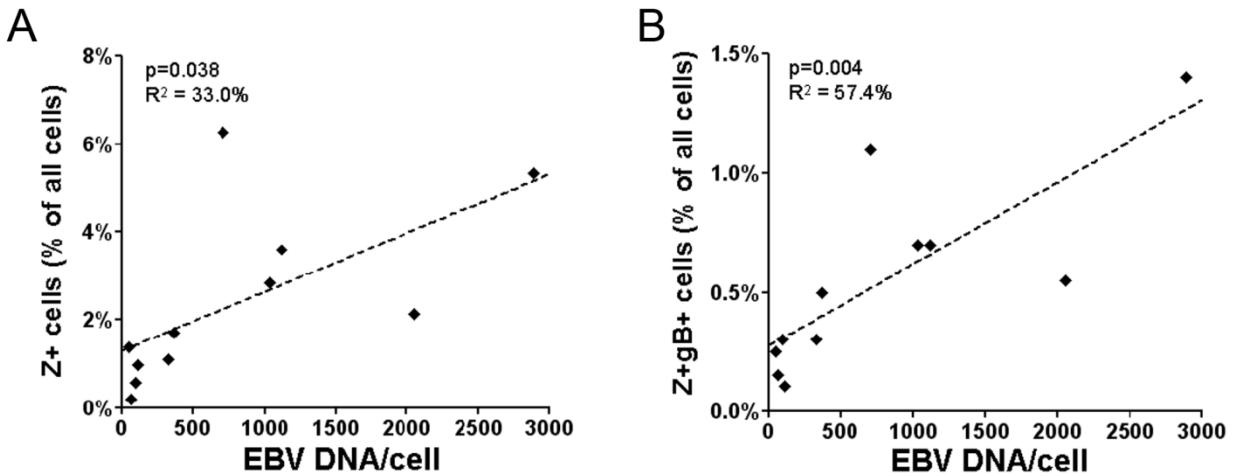 A
Z+ cells (% of all cells)
8%
6%
4%
2%
0%
p=0.038
R² = 33.0%
0 500 1000 1500 2000 2500 3000
EBV DNA/cell
B
Z+gB+ cells (% of all cells)
1.5%
1.0%
0.5%
0.0%
p=0.004
R² = 57.4%
0 500 1000 1500 2000 2500 3000
EBV DNA/cell